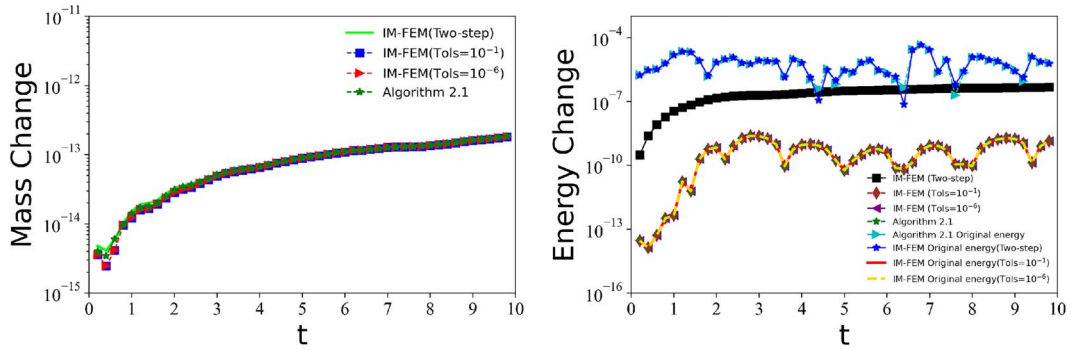 10⁻¹¹
10⁻¹²
10⁻¹³
10⁻¹⁴
10⁻¹⁵
Mass Change
IM-FEM(Two-step)
IM-FEM(Tols=10⁻¹)
IM-FEM(Tols=10⁻⁶)
Algorithm 2.1
0 1 2 3 4 5 6 7 8 9 10
t
10⁻⁴
10⁻⁷
10⁻¹⁰
10⁻¹³
10⁻¹⁶
Energy Change
IM-FEM (Two-step)
IM-FEM (Tols=10⁻¹)
IM-FEM (Tols=10⁻⁶)
Algorithm 2.1
Algorithm 2.1 Original energy
IM-FEM Original energy(Two-step)
IM-FEM Original energy(Tols=10⁻¹)
IM-FEM Original energy(Tols=10⁻⁶)
0 1 2 3 4 5 6 7 8 9 10
t